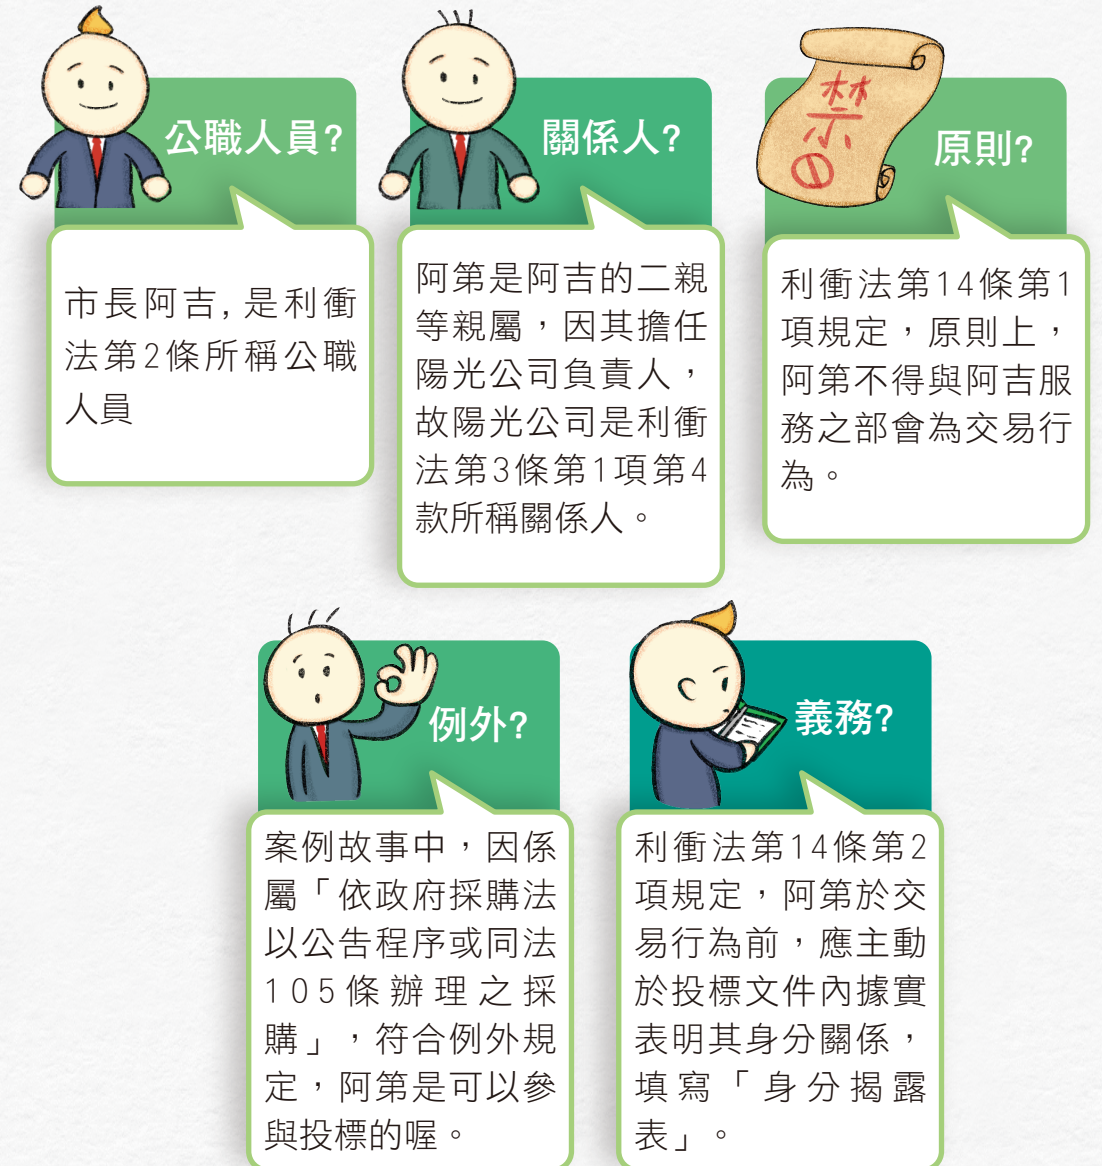 公職人員?
市長阿吉,是利衝
法第2條所稱公職
人員
關係人?
阿第是阿吉的二親
等親屬，因其擔任
陽光公司負責人，
故陽光公司是利衝
法第3條第1項第4
款所稱關係人。
禁
原則?
利衝法第14條第1
項規定，原則上，
阿第不得與阿吉服
務之部會為交易行
為。
例外?
案例故事中，因係
屬「依政府採購法
以公告程序或同法
105條辦理之採
購」，符合例外規
定，阿第是可以參
與投標的喔。
義務?
利衝法第14條第2
項規定，阿第於交
易行為前，應主動
於投標文件內據實
表明其身分關係，
填寫「身分揭露
表」。